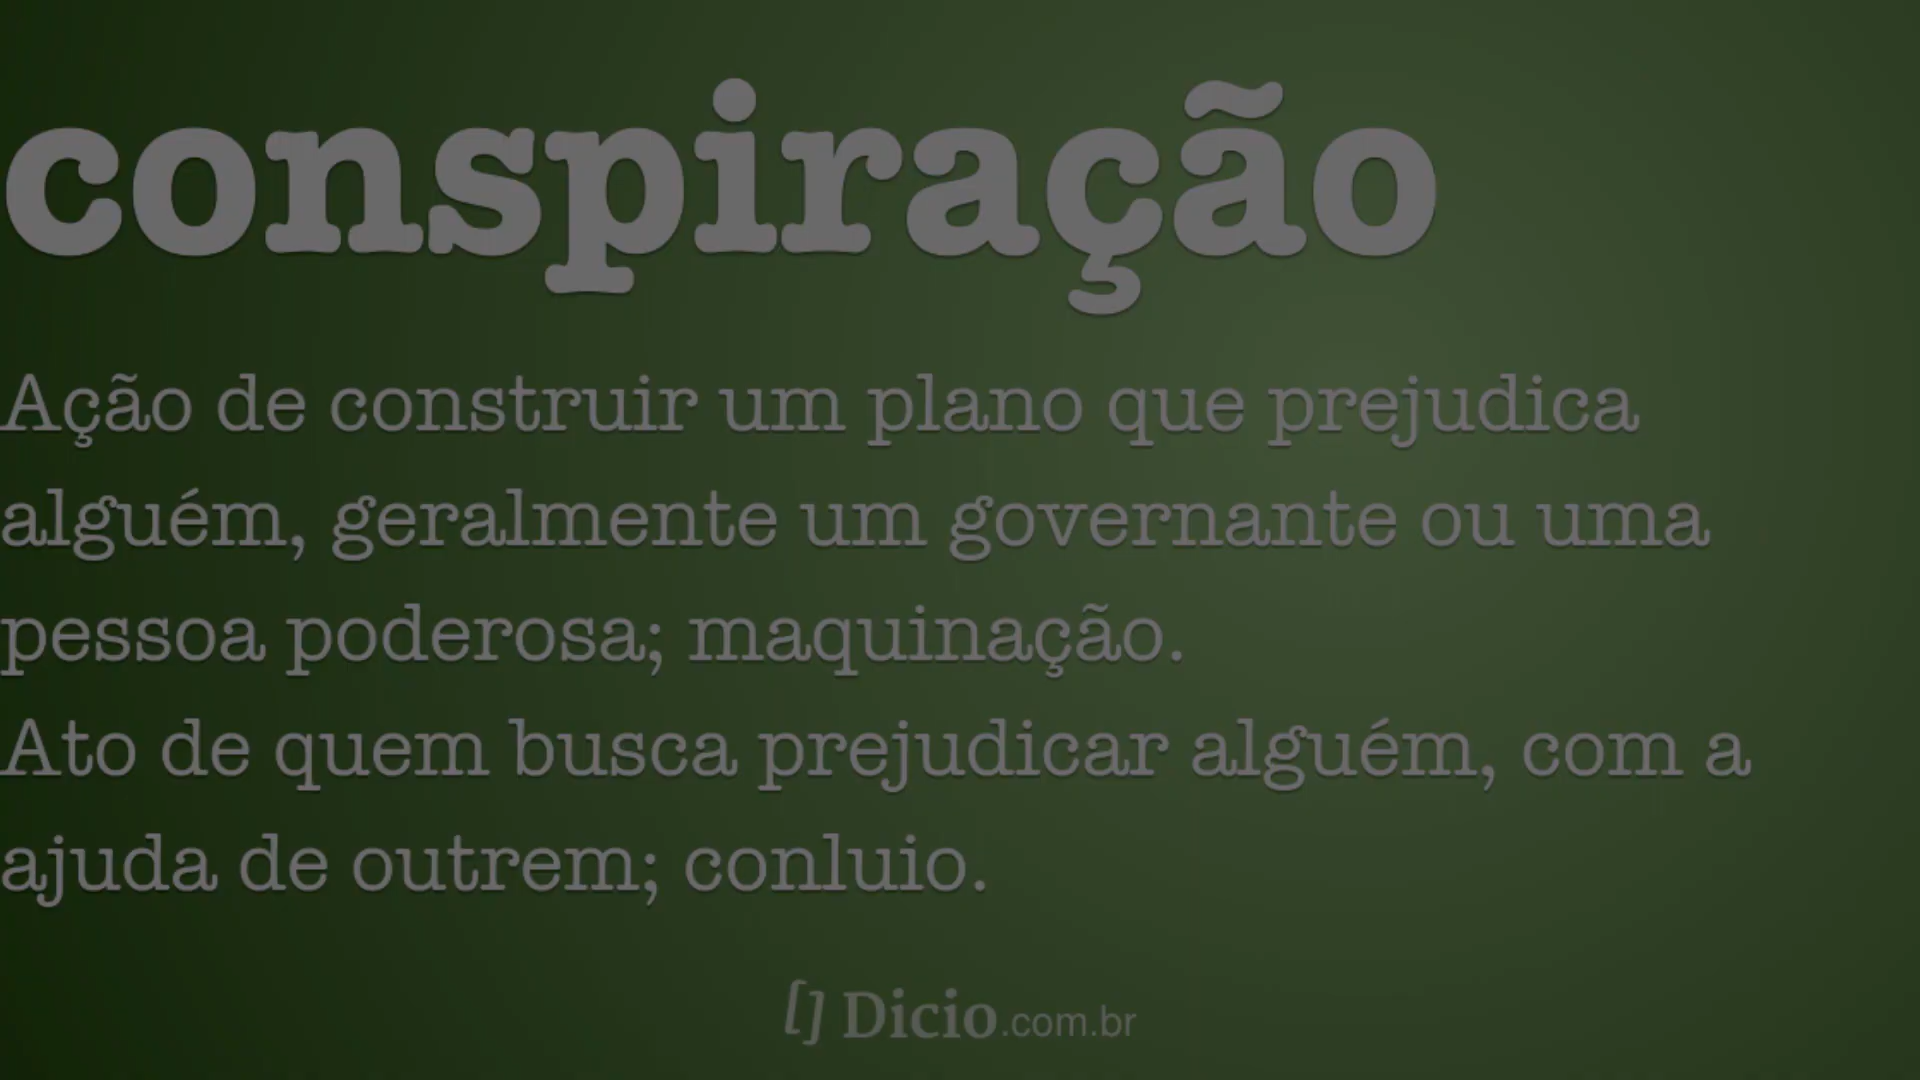 conspiração
Ação de construir um plano que prejudica
alguém, geralmente um governante ou uma
pessoa poderosa; maquinação.
Ato de quem busca prejudicar alguém, com a
ajuda de outrem; conluio.
[] Dicio.com.br